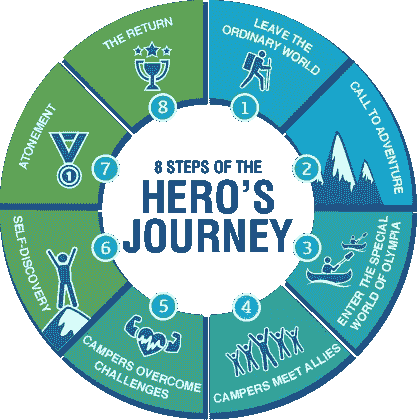 8 STEPS OF THE
HERO'S
JOURNEY
1
LEAVE THE
ORDINARY WORLD
2
CALL TO ADVENTURE
3
ENTER THE SPECIAL
WORLD OF OLYMPIA
4
CAMPERS MEET ALLIES
5
CAMPERS OVERCOME
CHALLENGES
6
SELF-DISCOVERY
7
ATONEMENT
1
8
THE RETURN